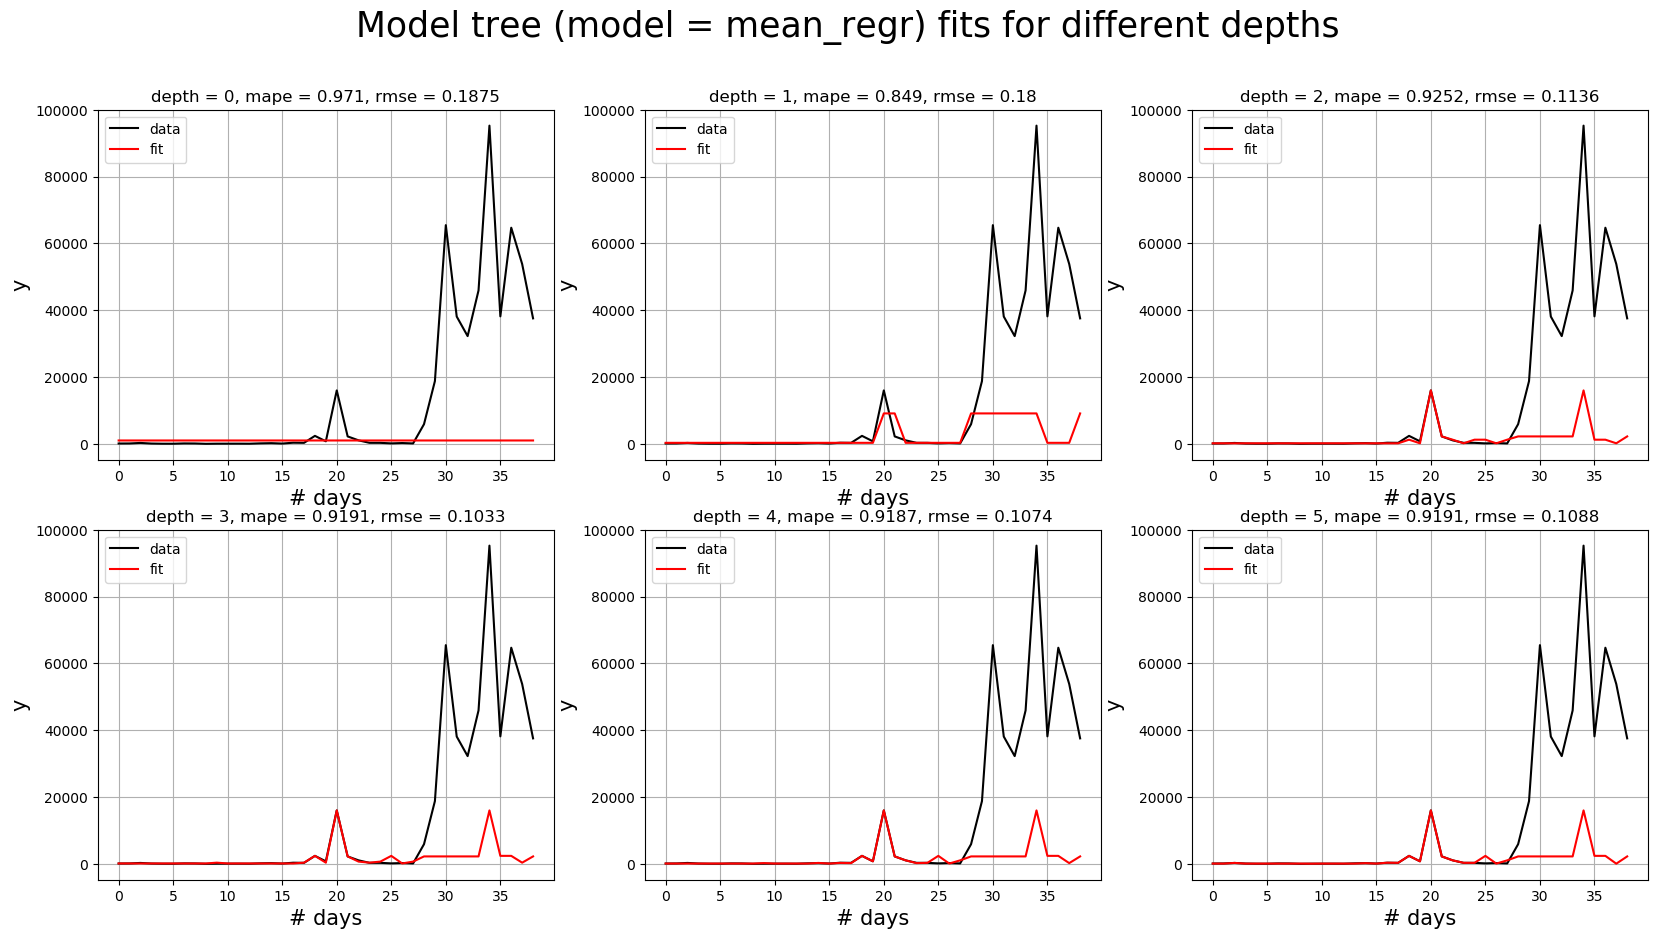 Model tree (model = mean_regr) fits for different depths
depth = 0, mape = 0.971, rmse = 0.1875
100000
80000
60000
40000
20000
0
y
data
fit
0 5 10 15 20 25 30 35
# days
depth = 1, mape = 0.849, rmse = 0.18
100000
80000
60000
40000
20000
0
y
data
fit
0 5 10 15 20 25 30 35
# days
depth = 2, mape = 0.9252, rmse = 0.1136
100000
80000
60000
40000
20000
0
y
data
fit
0 5 10 15 20 25 30 35
# days
depth = 3, mape = 0.9191, rmse = 0.1033
100000
80000
60000
40000
20000
0
y
data
fit
0 5 10 15 20 25 30 35
# days
depth = 4, mape = 0.9187, rmse = 0.1074
100000
80000
60000
40000
20000
0
y
data
fit
0 5 10 15 20 25 30 35
# days
depth = 5, mape = 0.9191, rmse = 0.1088
100000
80000
60000
40000
20000
0
y
data
fit
0 5 10 15 20 25 30 35
# days